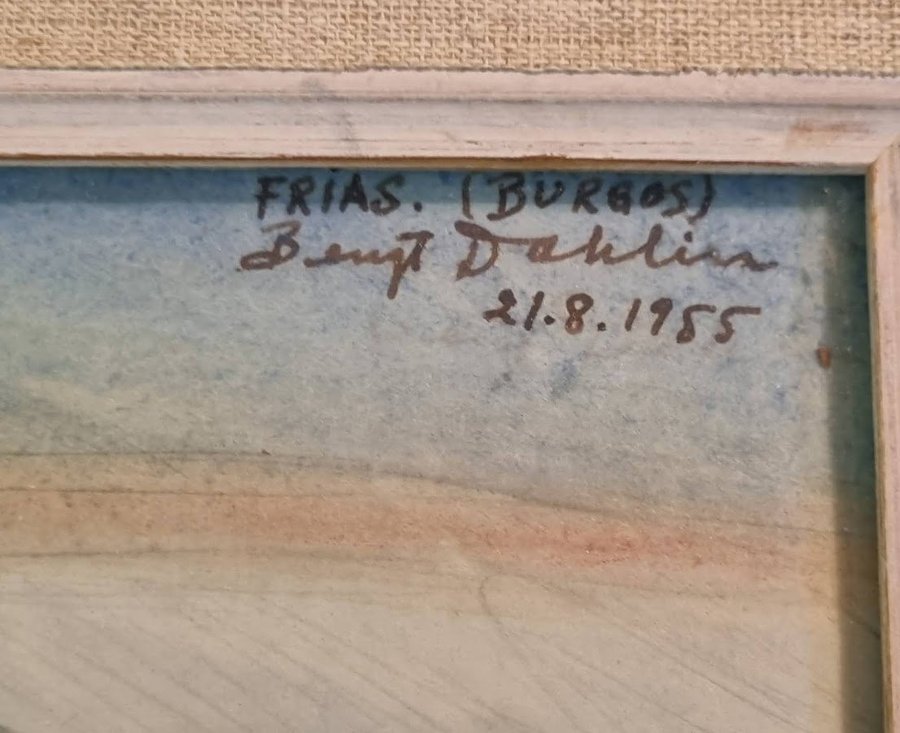 FRIAS. (BURGOS)
Bengt Dahlin
21.8.1955